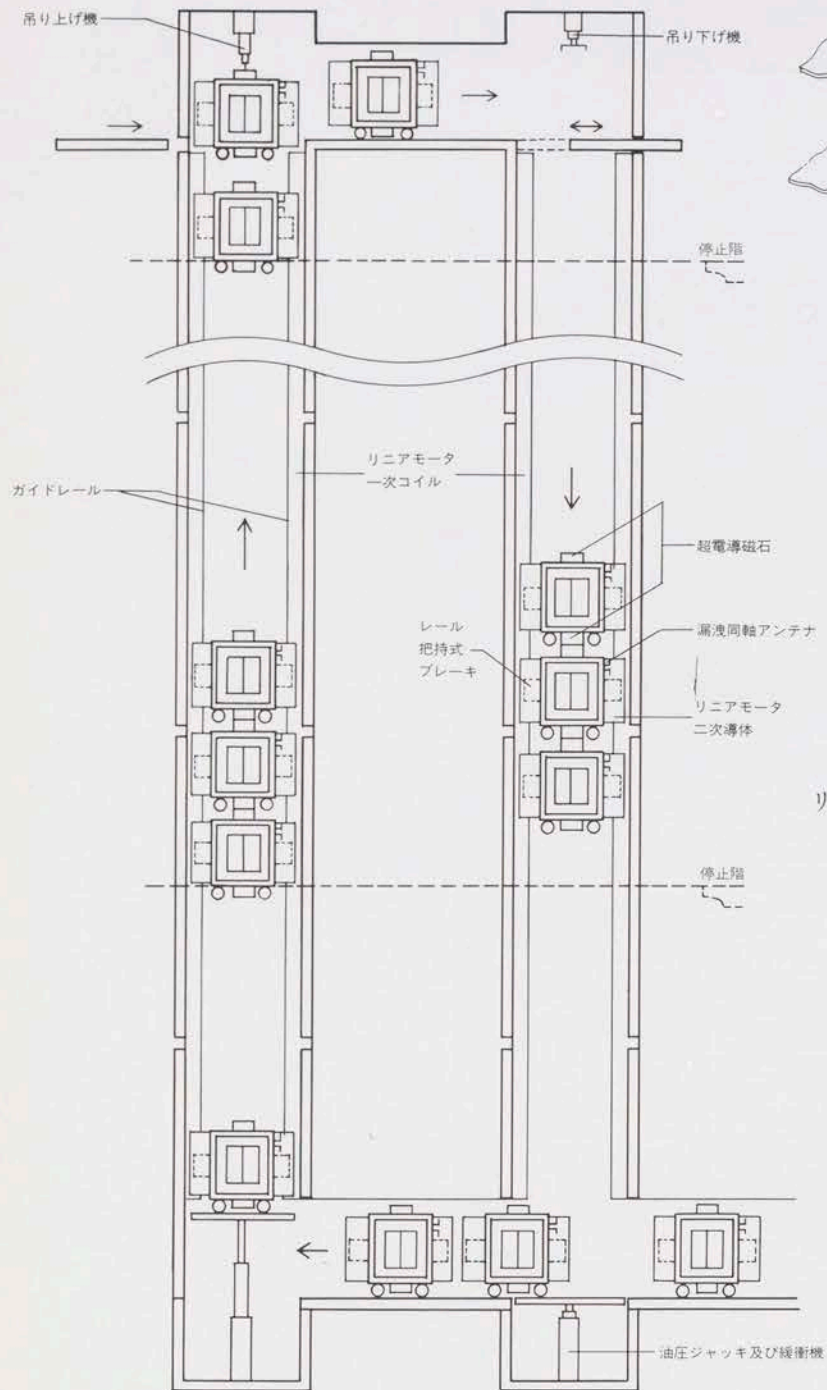 吊り上げ機
吊り下げ機
停止階
リニアモータ
一次コイル
ガイドレール
超電導磁石
レール
把持式
ブレーキ
漏洩同軸アンテナ
リニアモータ
二次導体
リ
停止階
油圧ジャッキ及び緩衝機